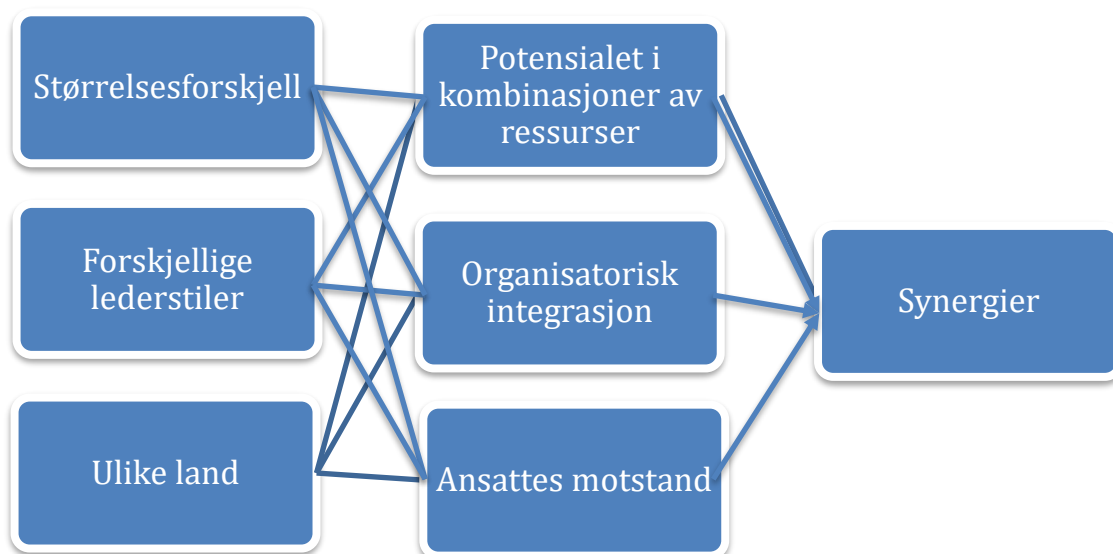 Størrelsesforskjell
Potensialet i
kombinasjoner av
ressurser
Forskjellige
lederstiler
Organisatorisk
integrasjon
Synergier
Ulike land
Ansattes motstand